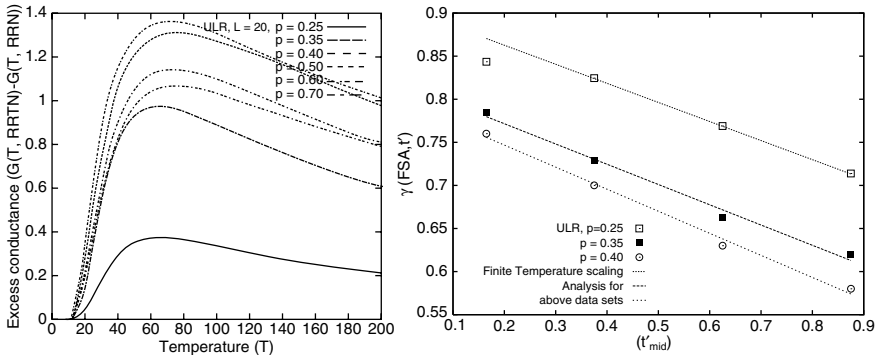 Excess conductance (G(T, RRTN)-G(T, RRN))
1.4
1.2
1
0.8
0.6
0.4
0.2
0
ULR, L = 20, p = 0.25
p = 0.35
p = 0.40
p = 0.50
p = 0.60
p = 0.70
0 20 40 60 80 100 120 140 160 180 200
Temperature (T)
γ (FSA,t′)
0.85
0.8
0.75
0.7
0.65
0.6
0.55
ULR, p=0.25
p = 0.35
p = 0.40
Finite Temperature scaling
Analysis for
above data sets
0.1 0.2 0.3 0.4 0.5 0.6 0.7 0.8 0.9
(t′mid)